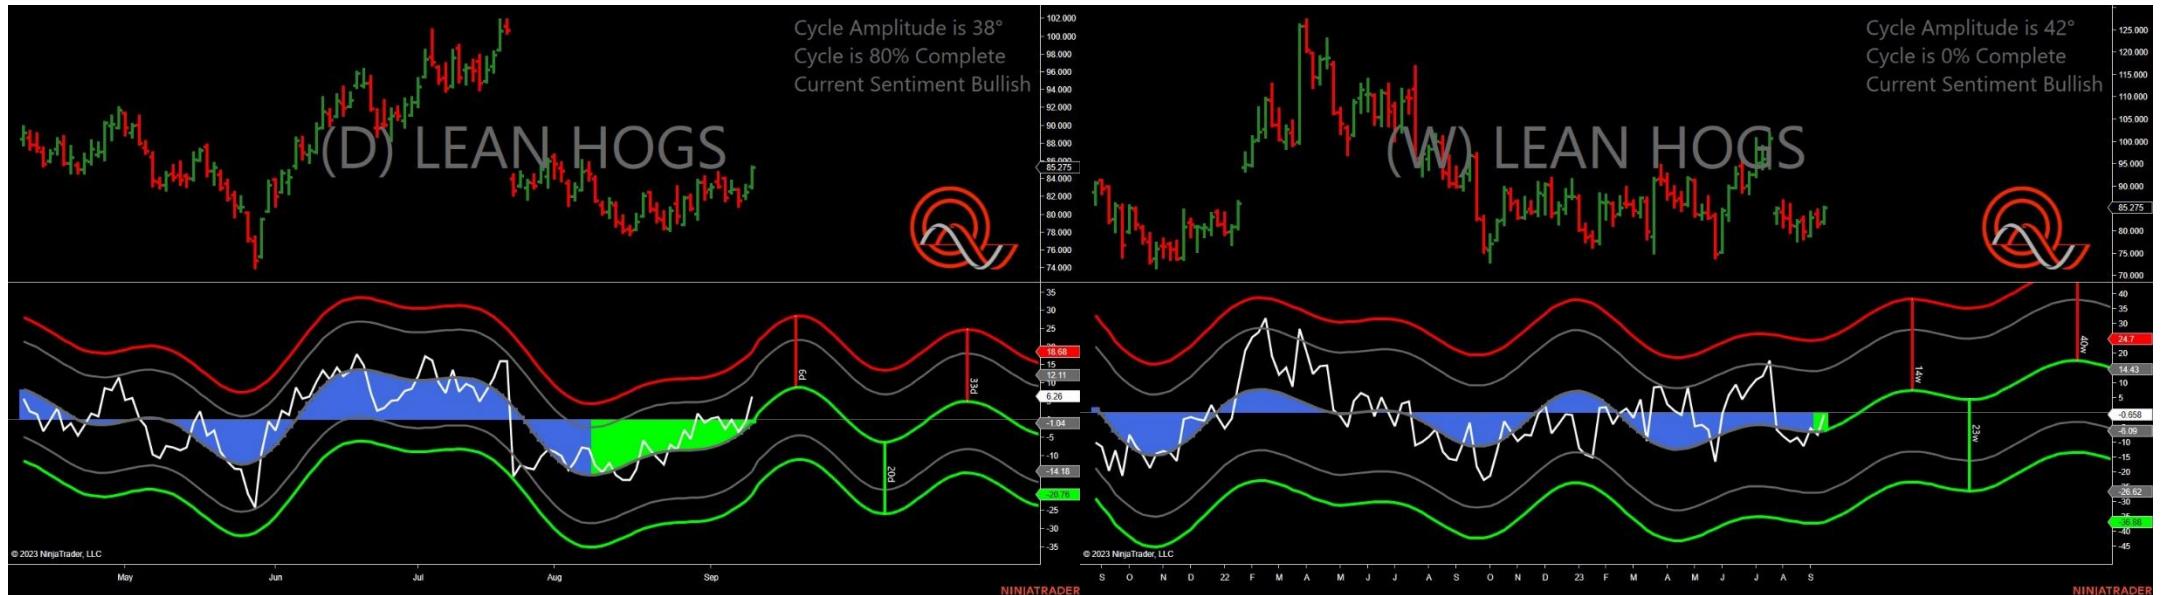 Cycle Amplitude is 38°
Cycle is 80% Complete
Current Sentiment Bullish
(D) LEAN HOGS
102.000
100.000
98.000
96.000
94.000
92.000
90.000
88.000
86.000
85.275
84.000
82.000
80.000
78.000
76.000
74.000
35
30
25
20
18.68
15
12.11
10
6.26
-1.04
-5
-10
-14.18
-20.76
-25
-30
-35
6d
20d
33d
© 2023 NinjaTrader, LLC
May
Jun
Jul
Aug
Sep
NINJATRADER
Cycle Amplitude is 42°
Cycle is 0% Complete
Current Sentiment Bullish
(W) LEAN HOGS
125.000
120.000
115.000
110.000
105.000
100.000
95.000
90.000
85.275
80.000
75.000
70.000
40
35
30
24.7
20
14.43
10
5
-0.658
-6.09
-10
-15
-20
-26.62
-30
-36.88
-40
-45
14w
23w
40w
© 2023 NinjaTrader, LLC
S O N D 22 F M A M J J A S O N D 23 F M A M J J A S
NINJATRADER